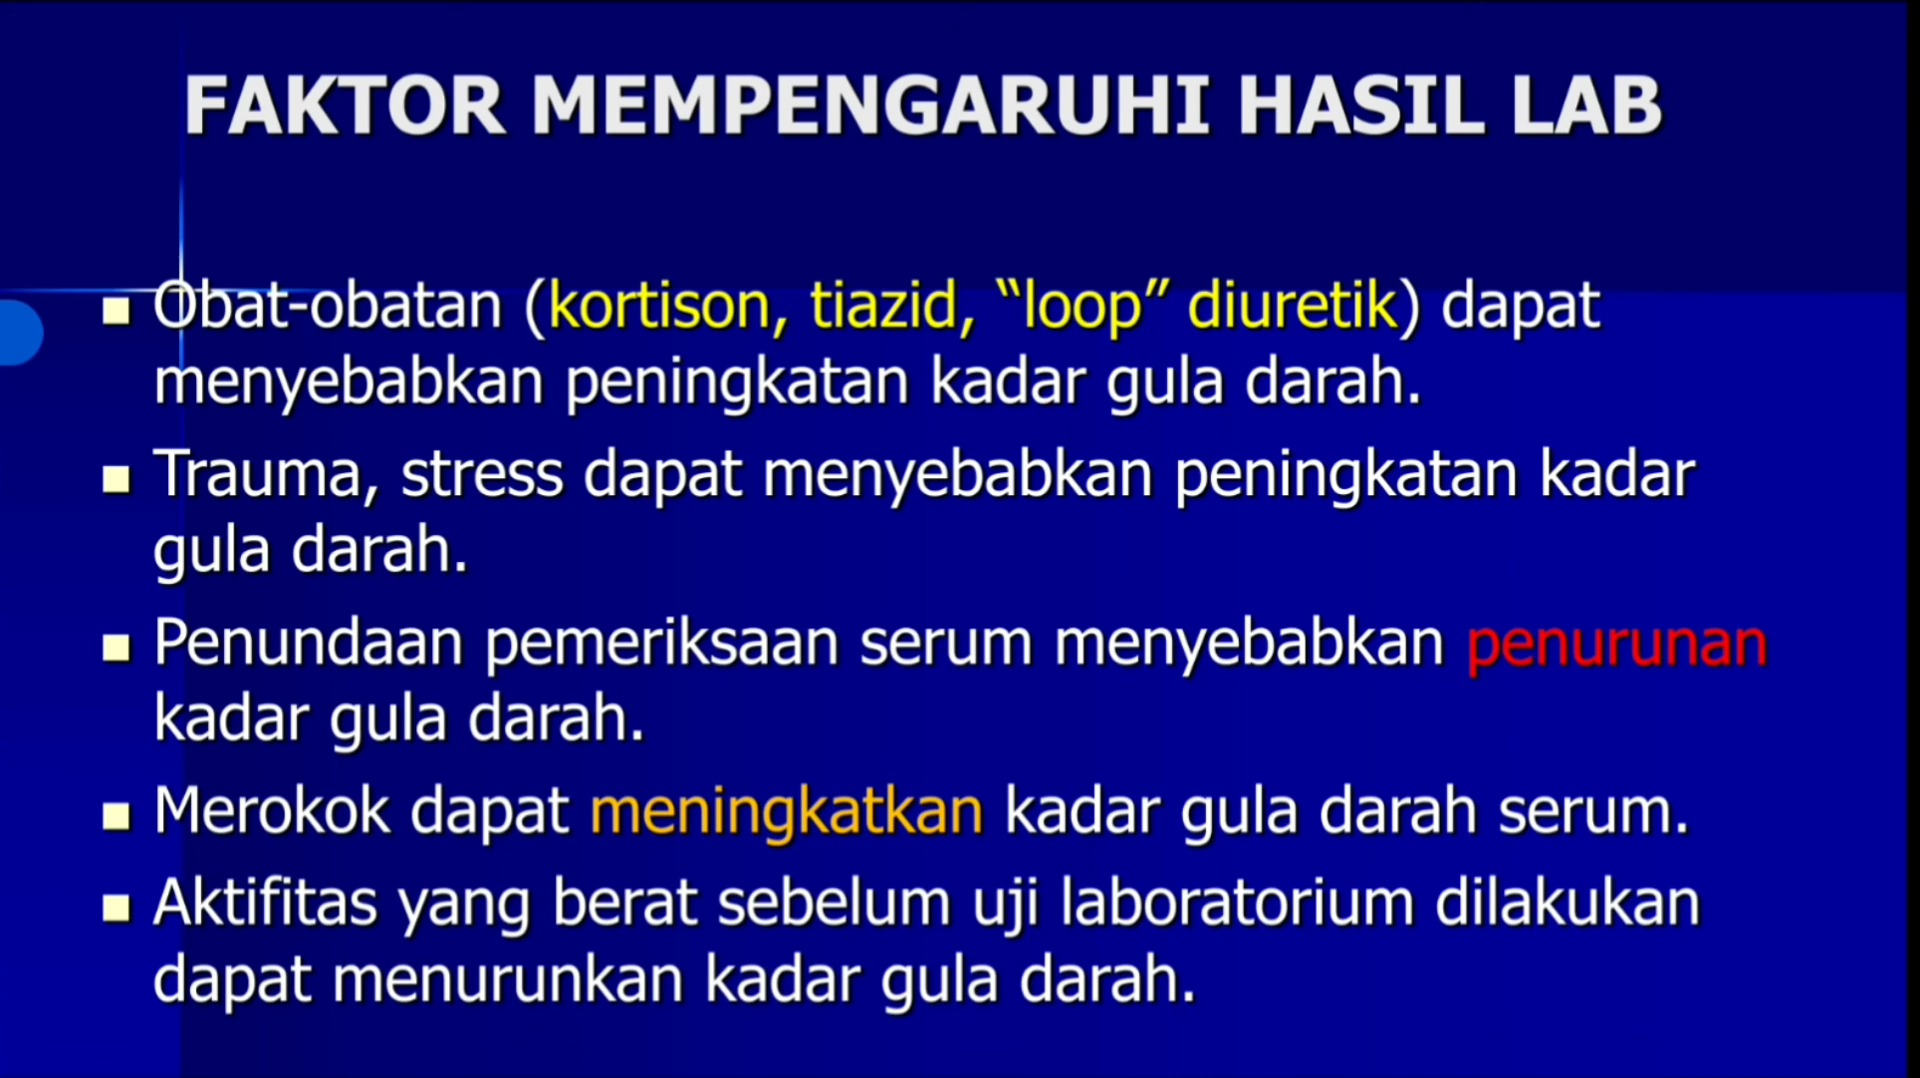 FAKTOR MEMPENGARUHI HASIL LAB
Obat-obatan (kortison, tiazid, “loop” diuretik) dapat
menyebabkan peningkatan kadar gula darah.
Trauma, stress dapat menyebabkan peningkatan kadar
gula darah.
Penundaan pemeriksaan serum menyebabkan penurunan
kadar gula darah.
Merokok dapat meningkatkan kadar gula darah serum.
Aktifitas yang berat sebelum uji laboratorium dilakukan
dapat menurunkan kadar gula darah.